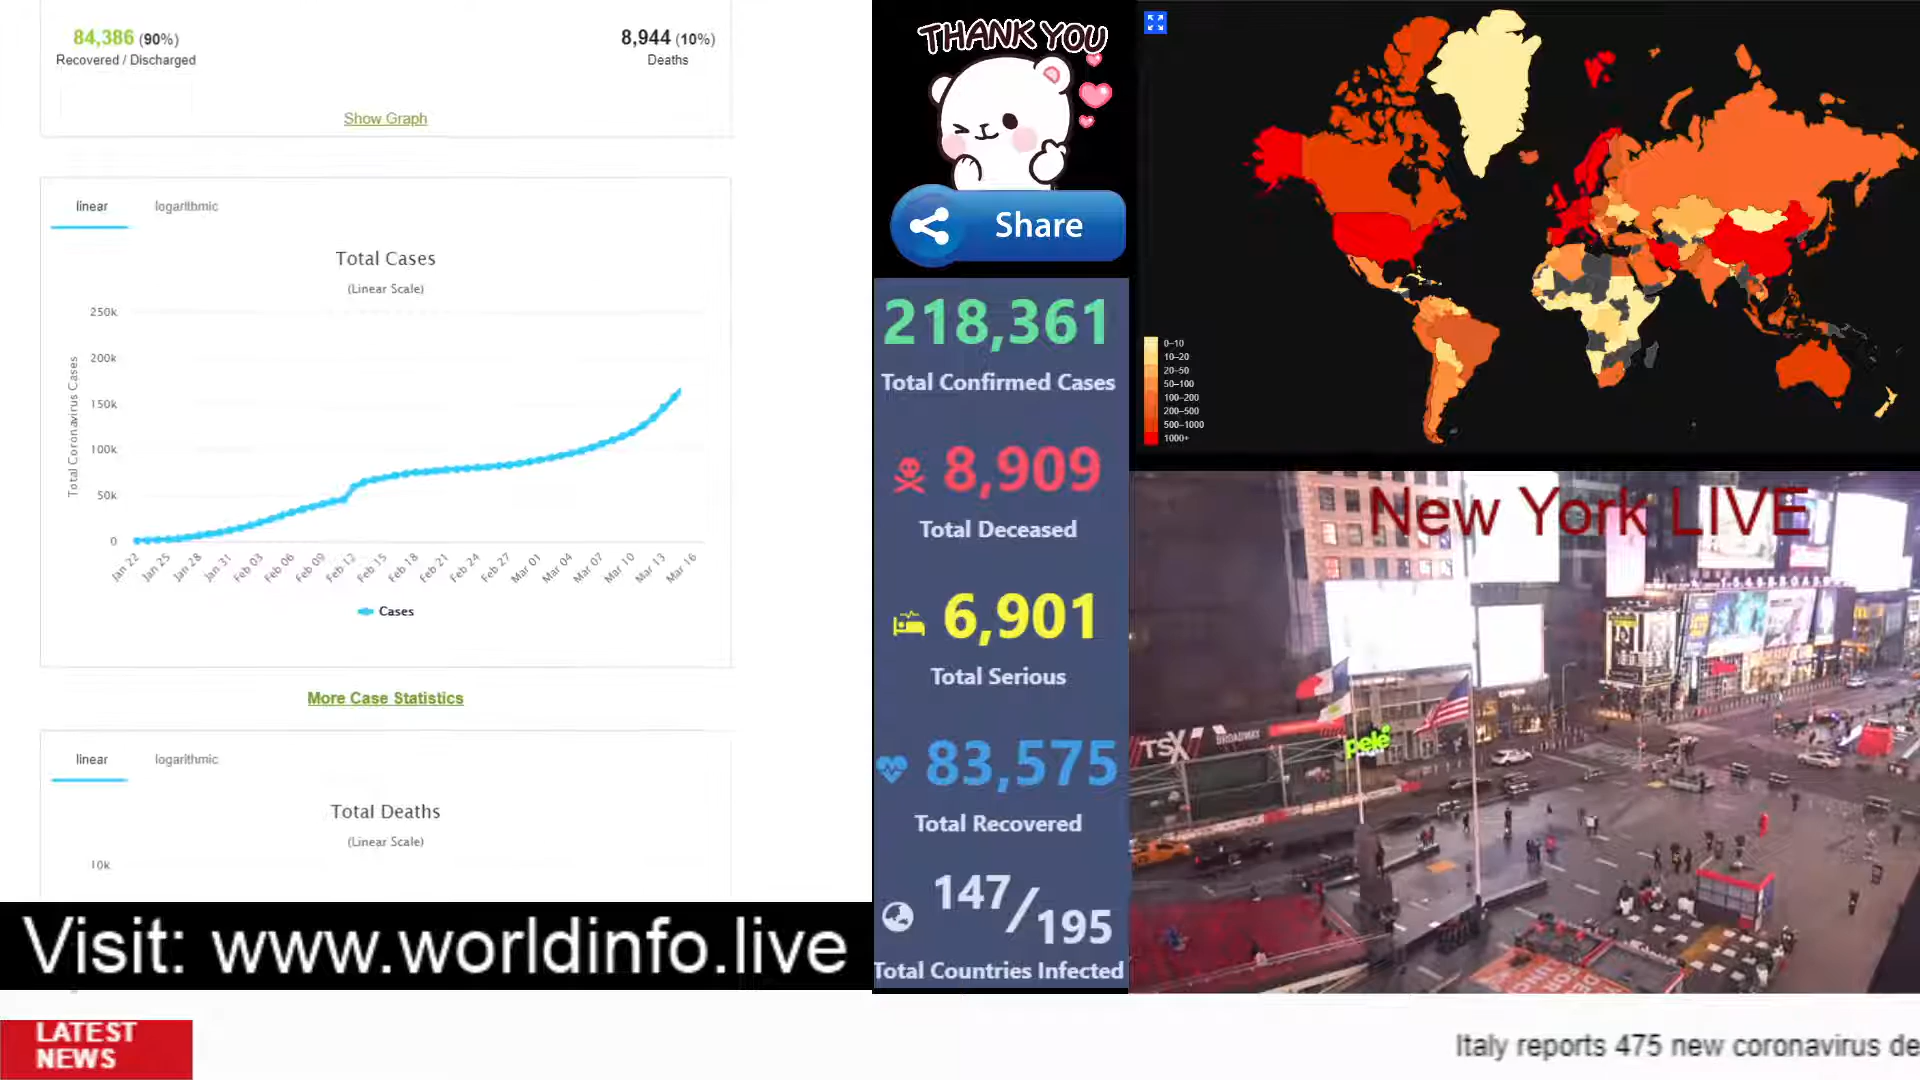 84,386 (90%)
Recovered / Discharged
8,944 (10%)
Deaths
Show Graph
linear
logarithmic
Total Cases
(Linear Scale)
Total Coronavirus Cases
250k
200k
150k
100k
50k
0
Jan 22
Jan 25
Jan 28
Jan 31
Feb 03
Feb 06
Feb 09
Feb 12
Feb 15
Feb 18
Feb 21
Feb 24
Feb 27
Mar 01
Mar 04
Mar 07
Mar 10
Mar 13
Mar 16
Cases
More Case Statistics
linear
logarithmic
Total Deaths
(Linear Scale)
10k
Visit: www.worldinfo.live
THANK YOU
Share
218,361
Total Confirmed Cases
8,909
Total Deceased
6,901
Total Serious
83,575
Total Recovered
147/195
Total Countries Infected
0–10
10–20
20–50
50–100
100–200
200–500
500–1000
1000+
New York LIVE
TSX
BROADWAY
pele
LATEST
NEWS
Italy reports 475 new coronavirus de